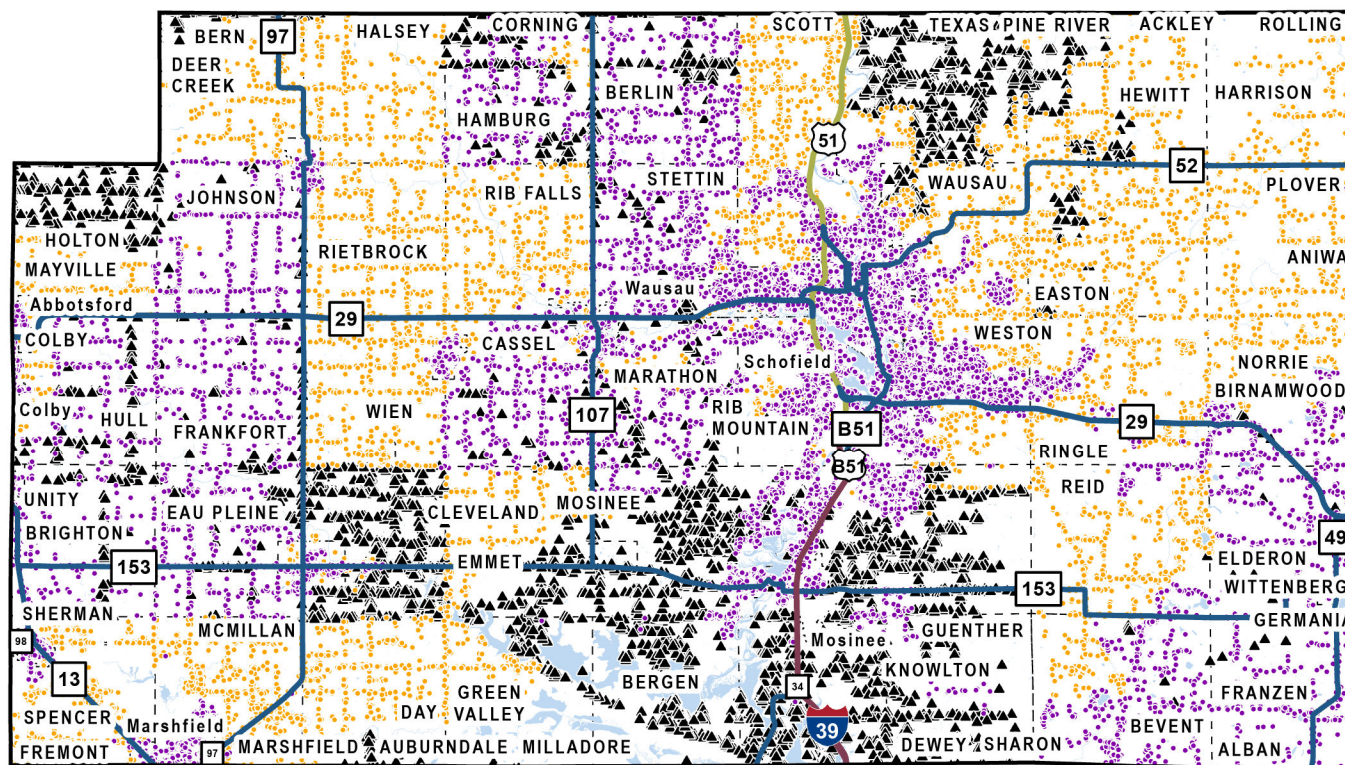 CORNING
SCOTT
TEXAS
PINE RIVER
ACKLEY
ROLLING
BERN
97
HALSEY
DEER
CREEK
BERLIN
HEWITT
HARRISON
HAMBURG
51
52
JOHNSON
RIB FALLS
STETTIN
WAUSAU
PLOVER
HOLTON
RIETBROCK
ANIWA
MAYVILLE
Wausau
EASTON
Abbotsford
29
COLBY
CASSEL
WESTON
Schofield
NORRIE
MARATHON
BIRNAMWOOD
Colby
HULL
WIEN
107
RIB
MOUNTAIN
B51
29
FRANKFORT
RINGLE
B51
UNITY
REID
EAU PLEINE
CLEVELAND
MOSINEE
BRIGHTON
49
153
EMMET
ELDERON
WITTENBERG
153
SHERMAN
GERMANIA
MCMILLAN
GUENTHER
98
Mosinee
KNOWLTON
13
BERGEN
34
GREEN
VALLEY
FRANZEN
DAY
SPENCER
Marshfield
BEVENT
39
FREMONT
97
MARSHFIELD
AUBURNDALE
MILLADORE
DEWEY
SHARON
ALBAN